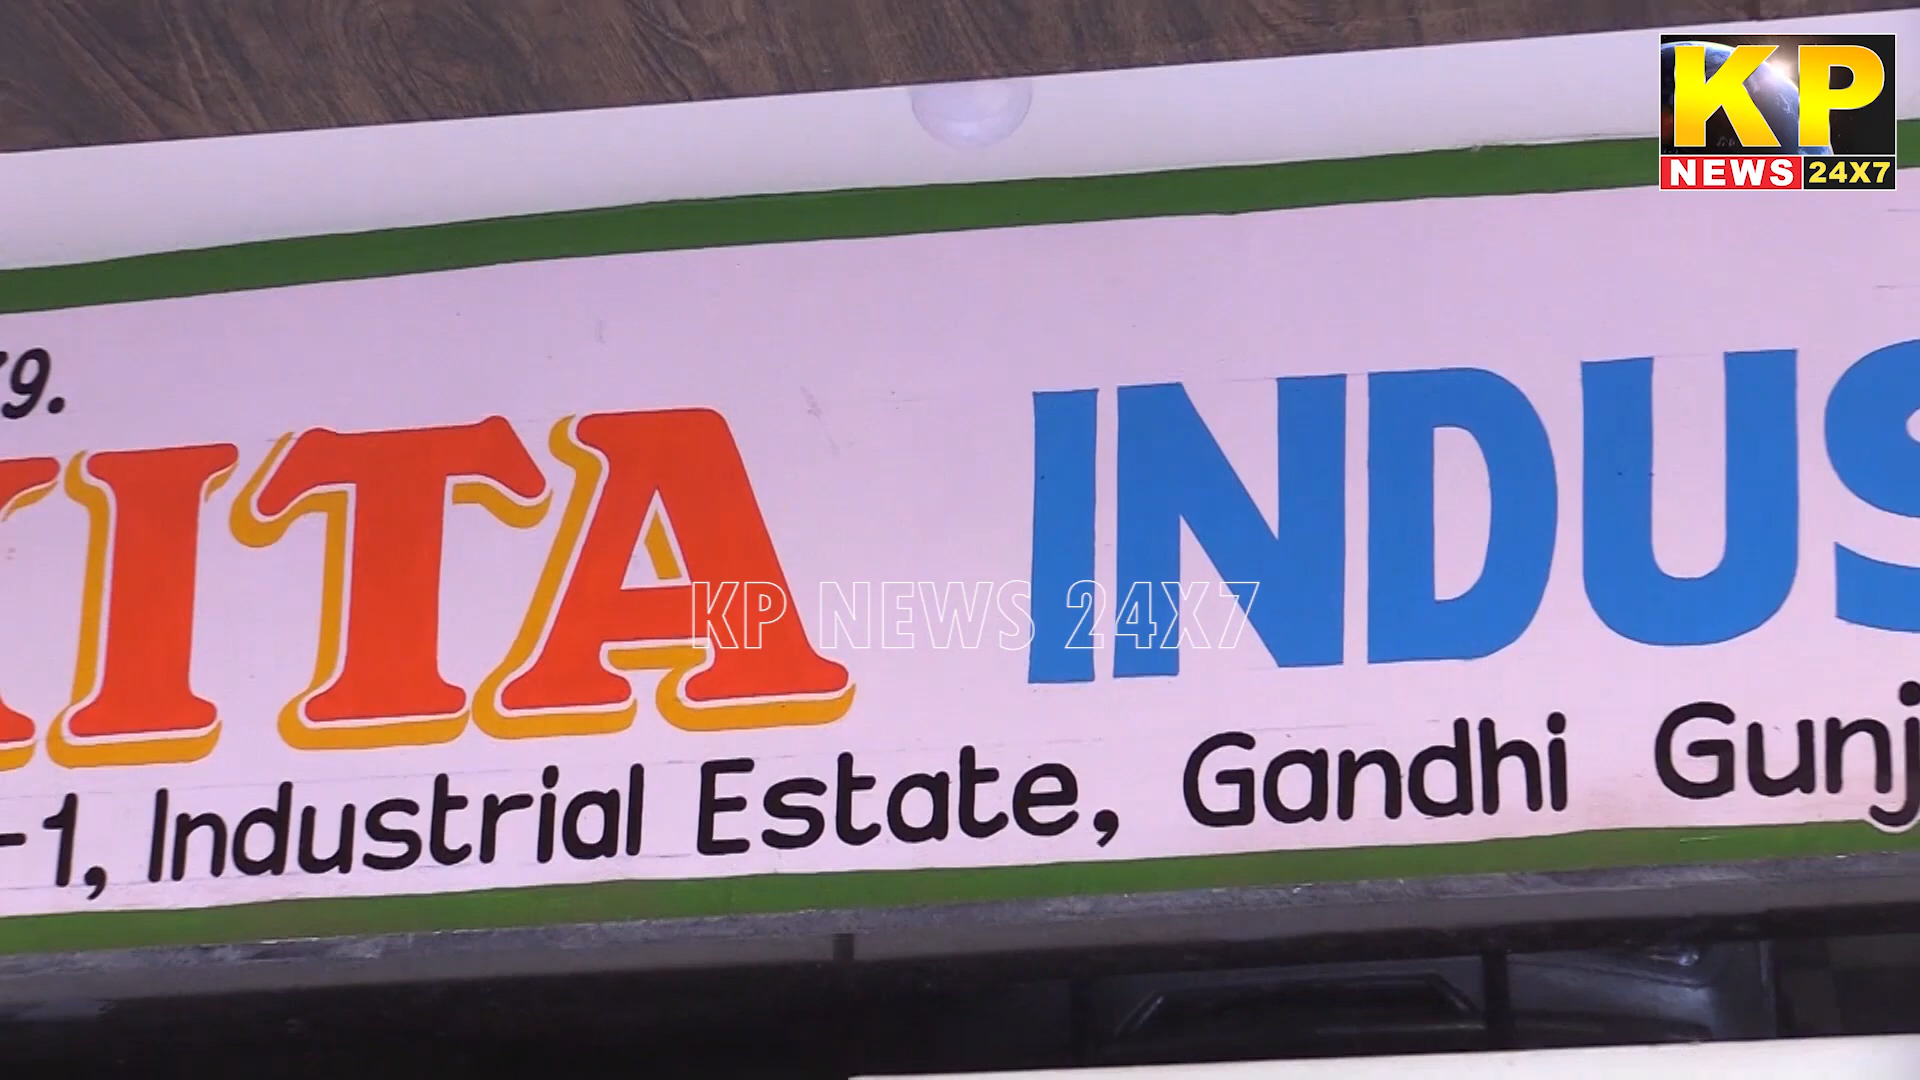 KP
NEWS 24X7
9.
ITA INDUS
-1, Industrial Estate, Gandhi Gunj
KP NEWS 24X7